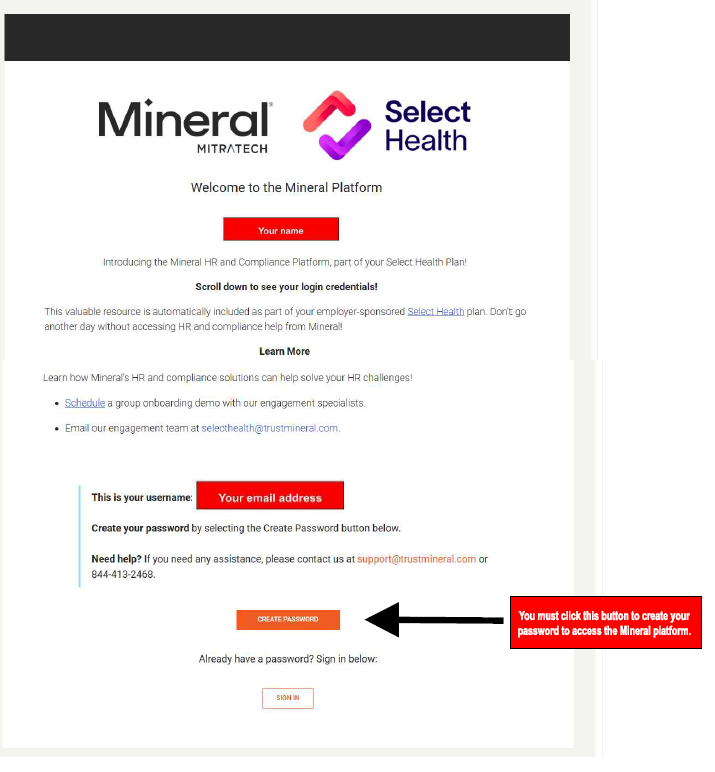 Mineral®
MITRATECH
Select
Health
Welcome to the Mineral Platform
Your name
Introducing the Mineral HR and Compliance Platform, part of your Select Health Plan!
Scroll down to see your login credentials!
This valuable resource is automatically included as part of your employer-sponsored Select Health plan. Don't go
another day without accessing HR and compliance help from Mineral!
Learn More
Learn how Mineral's HR and compliance solutions can help solve your HR challenges!
• Schedule a group onboarding demo with our engagement specialists.
• Email our engagement team at selecthealth@trustmineral.com.
This is your username: Your email address
Create your password by selecting the Create Password button below.
Need help? If you need any assistance, please contact us at support@trustmineral.com or
844-413-2468.
CREATE PASSWORD
You must click this button to create your
password to access the Mineral platform.
Already have a password? Sign in below:
SIGN IN